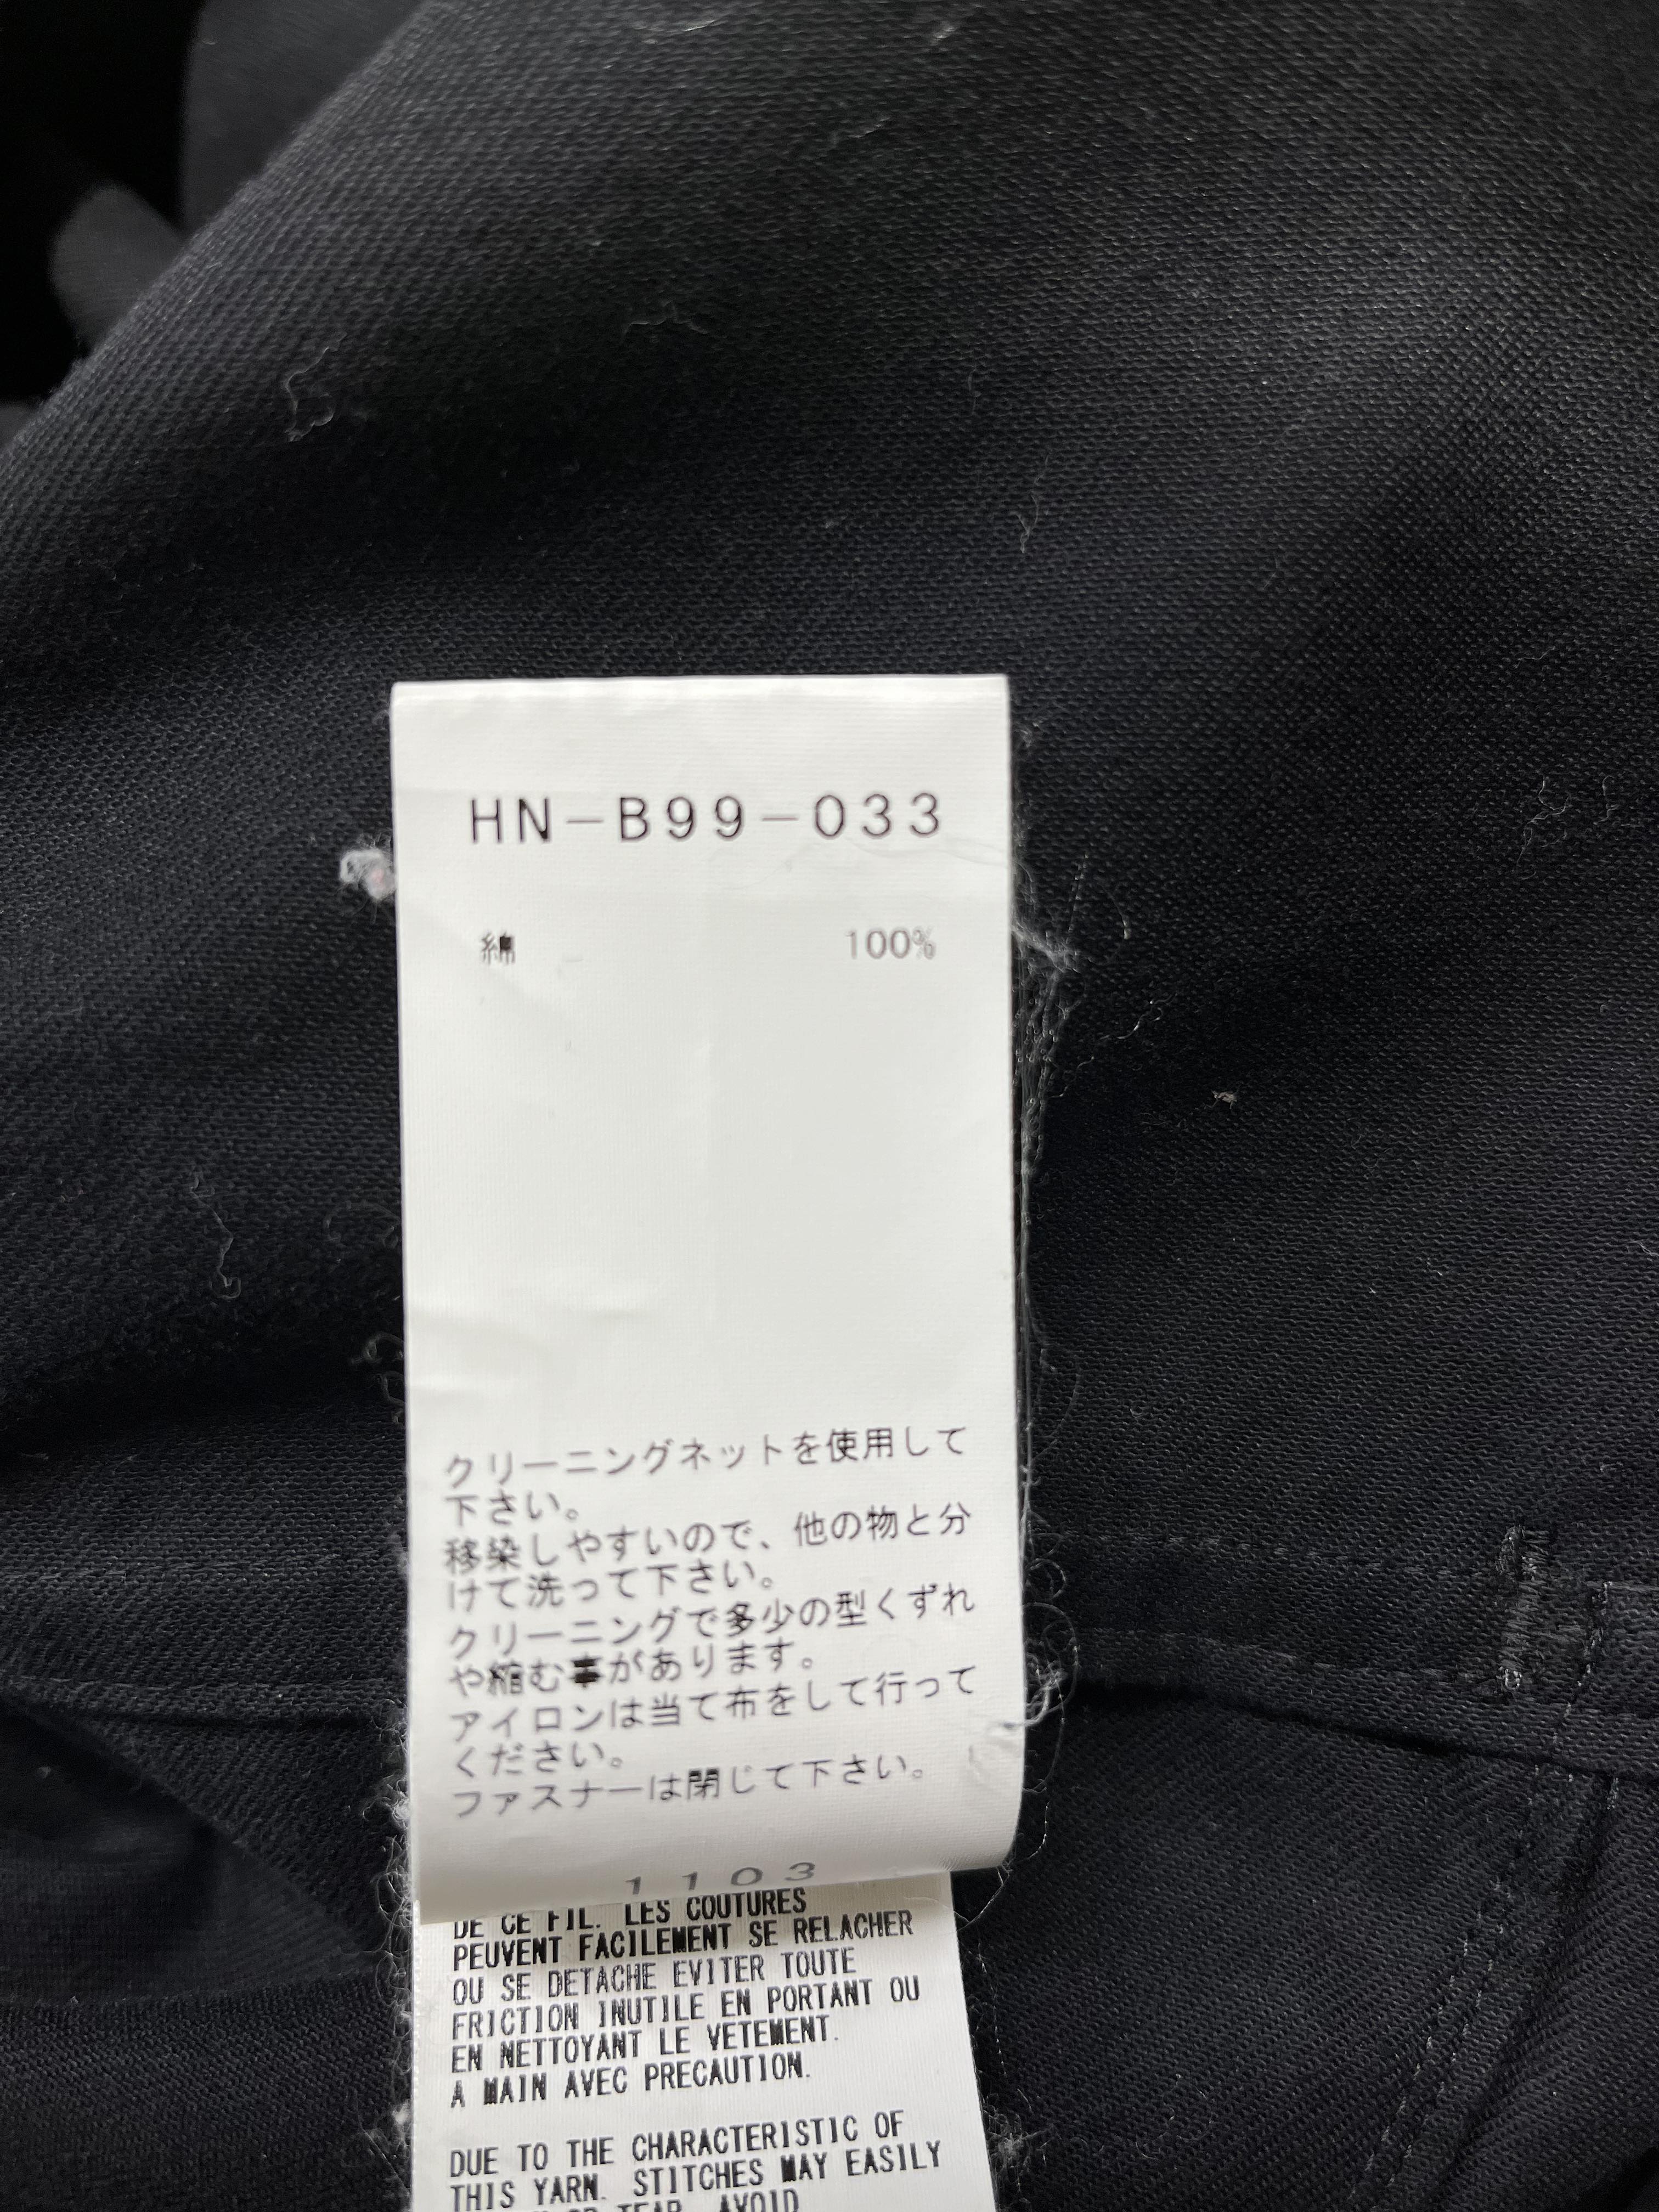 HN-B99-033
綿 100%
クリーニングネットを使用して
下さい。
移染しやすいので、他の物と分
けて洗って下さい。
クリーニングで多少の型くずれ
や縮む事があります。
アイロンは当て布をして行って
ください。
ファスナーは閉じて下さい。
1103
DE CE FIL. LES COUTURES
PEUVENT FACILEMENT SE RELACHER
OU SE DETACHE EVITER TOUTE
FRICTION INUTILE EN PORTANT OU
EN NETTOYANT LE VETEMENT.
A MAIN AVEC PRECAUTION.
DUE TO THE CHARACTERISTIC OF
THIS YARN. STITCHES MAY EASILY
OR TEAR. AVOID